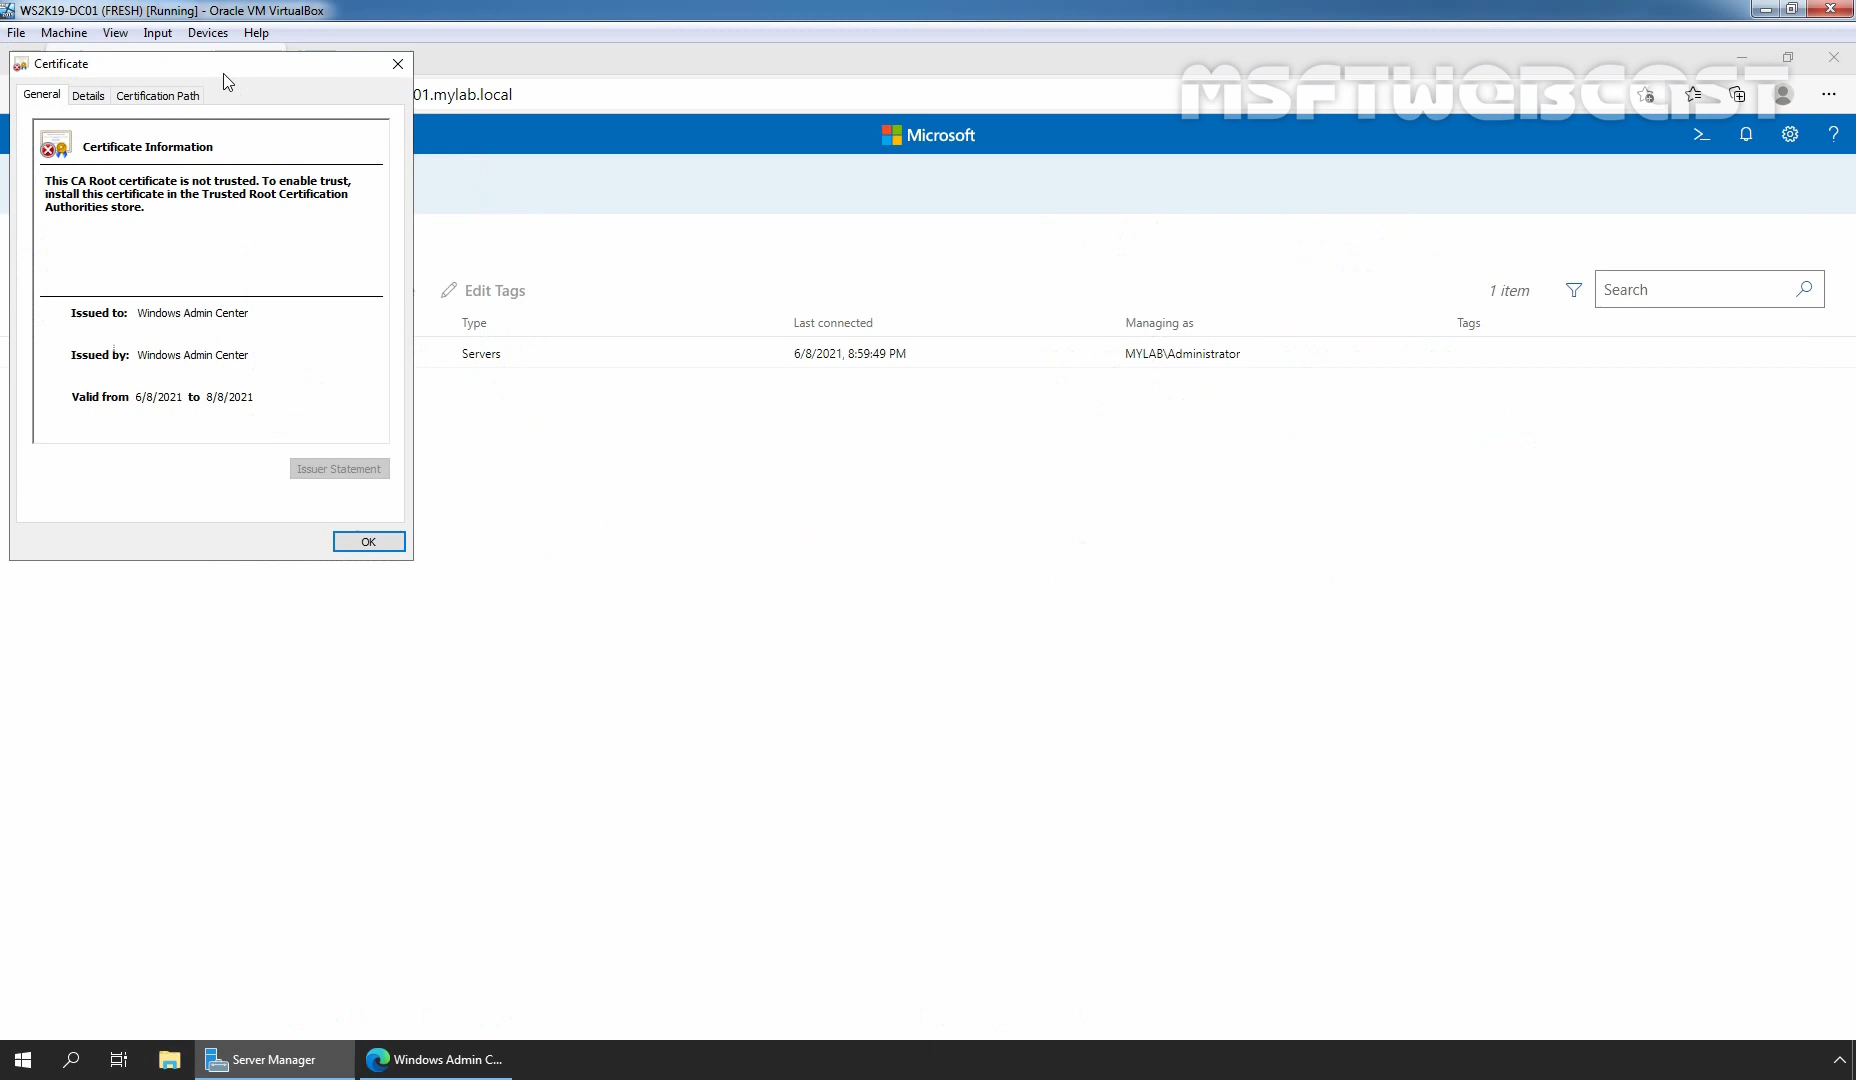 WS2K19-DC01 (FRESH) [Running] - Oracle VM VirtualBox
File Machine View Input Devices Help
Certificate
01.mylab.local
MSFTWEBCAST
General Details Certification Path
Microsoft
Certificate Information
This CA Root certificate is not trusted. To enable trust,
install this certificate in the Trusted Root Certification
Authorities store.
Edit Tags
1 item
Search
Type Last connected Managing as Tags
Servers 6/8/2021, 8:59:49 PM MYLAB\Administrator
Issued to: Windows Admin Center
Issued by: Windows Admin Center
Valid from 6/8/2021 to 8/8/2021
Issuer Statement
OK
Server Manager
Windows Admin C...